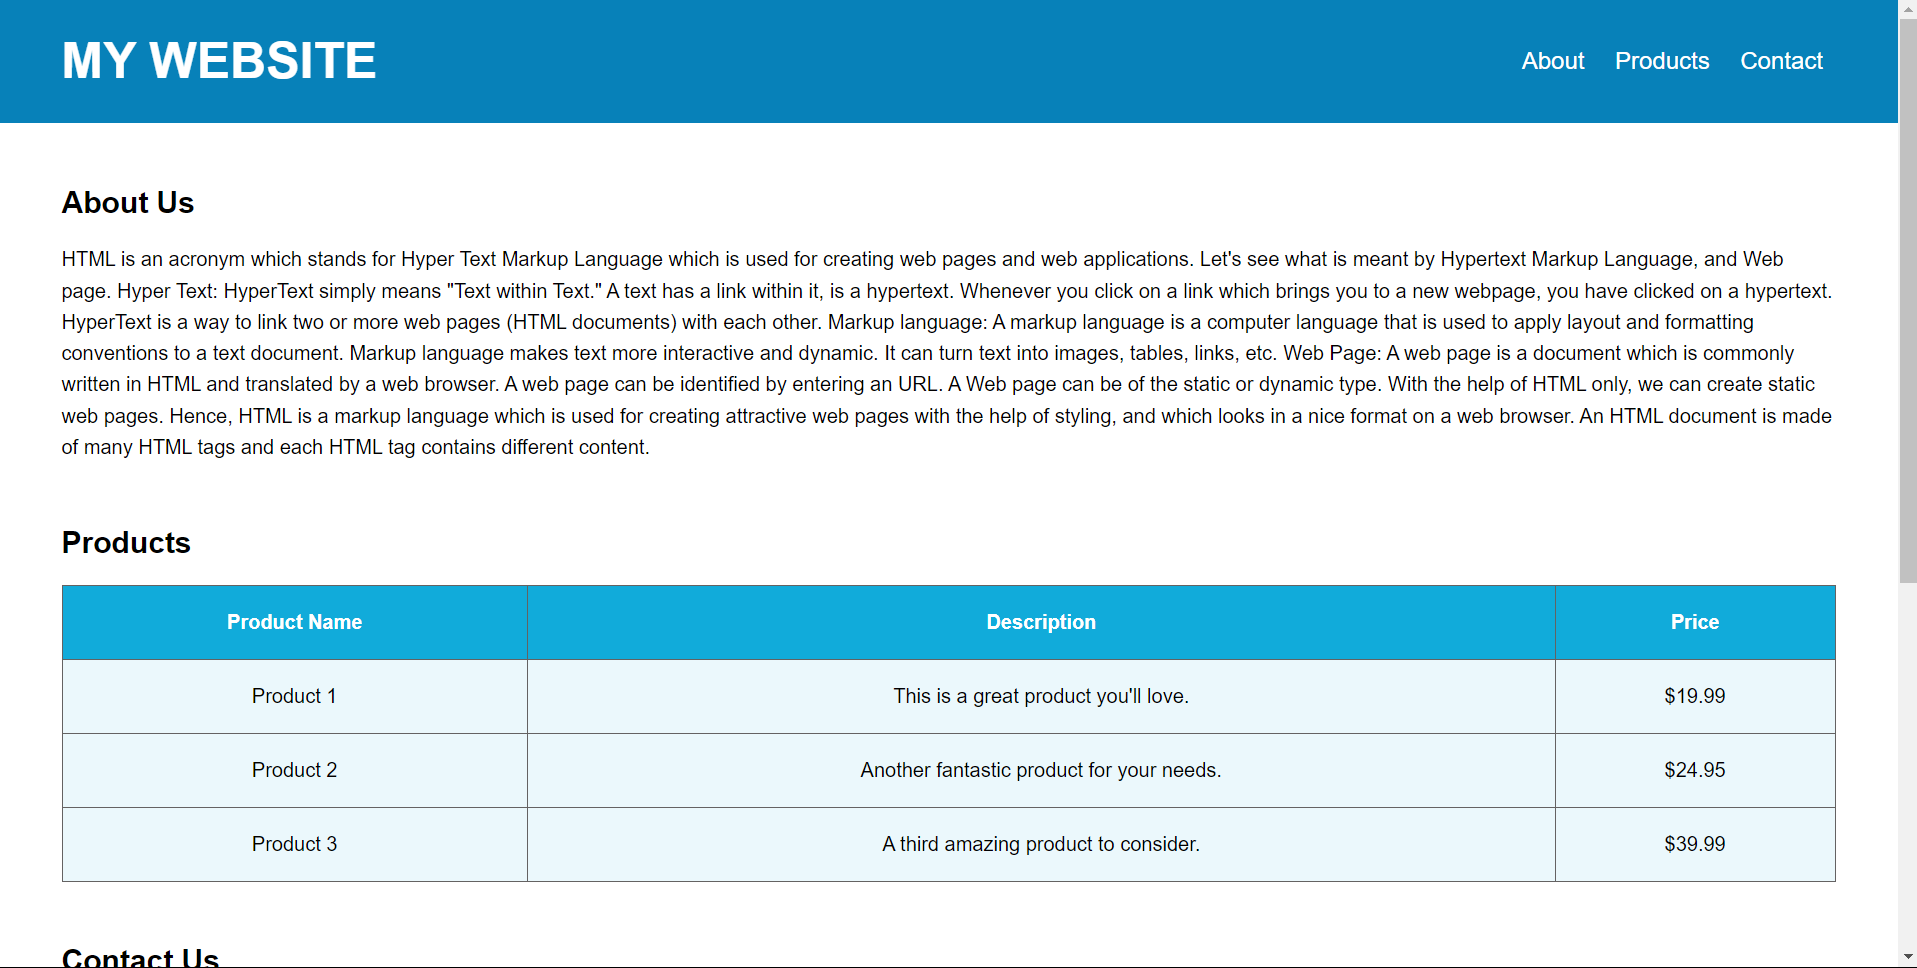 MY WEBSITE
About Products Contact
About Us
HTML is an acronym which stands for Hyper Text Markup Language which is used for creating web pages and web applications. Let's see what is meant by Hypertext Markup Language, and Web
page. Hyper Text: HyperText simply means "Text within Text." A text has a link within it, is a hypertext. Whenever you click on a link which brings you to a new webpage, you have clicked on a hypertext.
HyperText is a way to link two or more web pages (HTML documents) with each other. Markup language: A markup language is a computer language that is used to apply layout and formatting
conventions to a text document. Markup language makes text more interactive and dynamic. It can turn text into images, tables, links, etc. Web Page: A web page is a document which is commonly
written in HTML and translated by a web browser. A web page can be identified by entering an URL. A Web page can be of the static or dynamic type. With the help of HTML only, we can create static
web pages. Hence, HTML is a markup language which is used for creating attractive web pages with the help of styling, and which looks in a nice format on a web browser. An HTML document is made
of many HTML tags and each HTML tag contains different content.
Products
Product Name Description Price
Product 1 This is a great product you'll love. $19.99
Product 2 Another fantastic product for your needs. $24.95
Product 3 A third amazing product to consider. $39.99
Contact Us